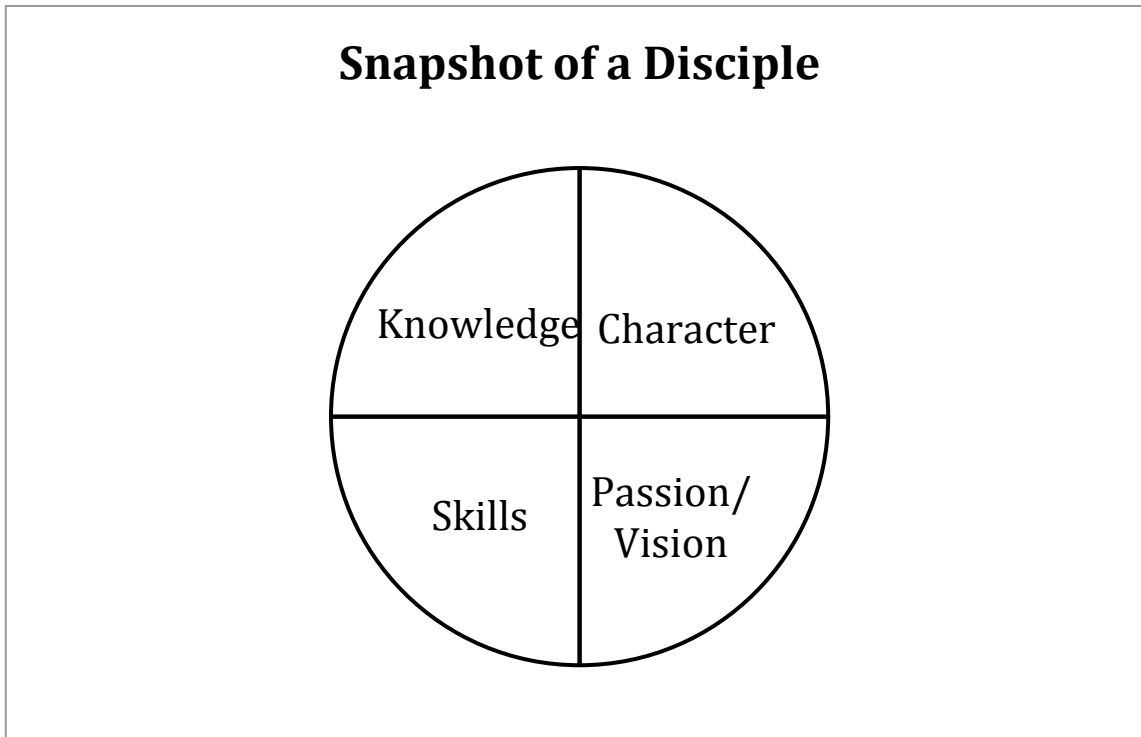 Snapshot of a Disciple
Knowledge
Character
Skills
Passion/
Vision